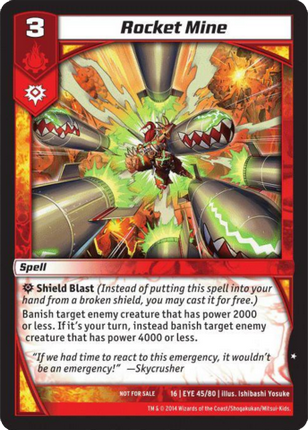 3
Rocket Mine
Spell
Shield Blast (Instead of putting this spell into
your hand from a broken shield, you may cast it for free.)
Banish target enemy creature that has power 2000
or less. If it's your turn, instead banish target enemy
creature that has power 4000 or less.
"If we had time to react to this emergency, it wouldn't
be an emergency!" —Skycrusher
NOT FOR SALE 16 | EYE 45/80 | illus. Ishibashi Yosuke
TM & © 2014 Wizards of the Coast/Shogakukan/Mitsui-Kids.